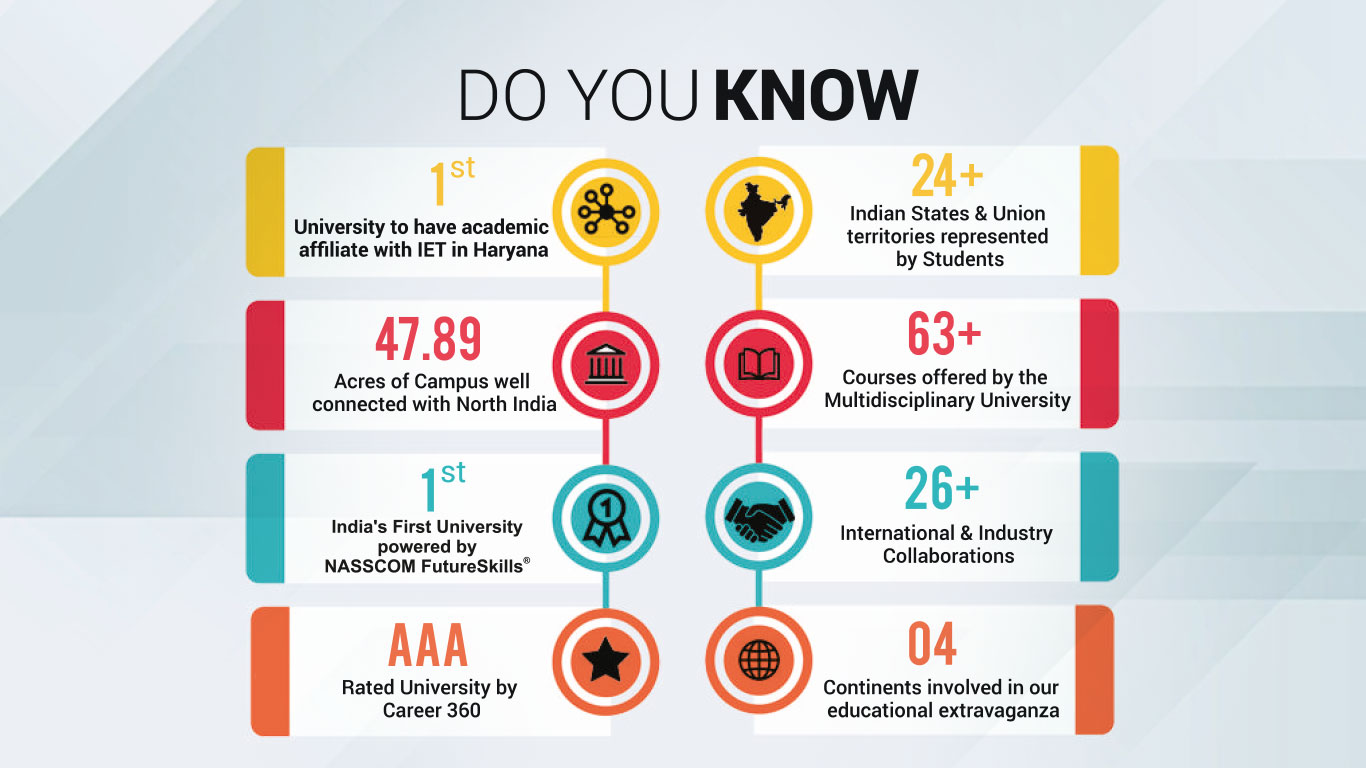 DO YOU KNOW
1st
University to have academic
affiliate with IET in Haryana
47.89
Acres of Campus well
connected with North India
1st
India's First University
powered by
NASSCOM FutureSkills®
1
AAA
Rated University by
Career 360
24+
Indian States & Union
territories represented
by Students
63+
Courses offered by the
Multidisciplinary University
26+
International & Industry
Collaborations
04
Continents involved in our
educational extravaganza